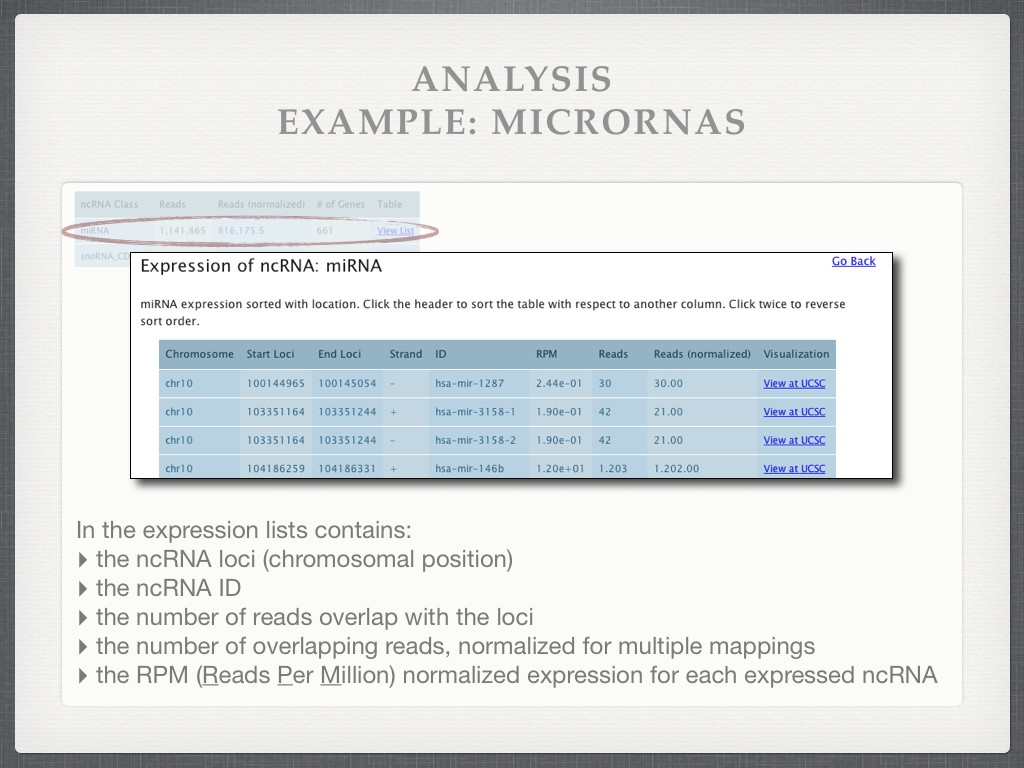 ANALYSIS
EXAMPLE: MICRORNAS
ncRNA Class Reads Reads (normalized) # of Genes Table
miRNA 1,141,865 816,175.5 661 View List
snoRNA_CD
Expression of ncRNA: miRNA Go Back
miRNA expression sorted with location. Click the header to sort the table with respect to another column. Click twice to reverse
sort order.
Chromosome Start Loci End Loci Strand ID RPM Reads Reads (normalized) Visualization
chr10 100144965 100145054 - hsa-mir-1287 2.44e-01 30 30.00 View at UCSC
chr10 103351164 103351244 + hsa-mir-3158-1 1.90e-01 42 21.00 View at UCSC
chr10 103351164 103351244 - hsa-mir-3158-2 1.90e-01 42 21.00 View at UCSC
chr10 104186259 104186331 + hsa-mir-146b 1.20e+01 1.203 1.202.00 View at UCSC
In the expression lists contains:
‣ the ncRNA loci (chromosomal position)
‣ the ncRNA ID
‣ the number of reads overlap with the loci
‣ the number of overlapping reads, normalized for multiple mappings
‣ the RPM (Reads Per Million) normalized expression for each expressed ncRNA